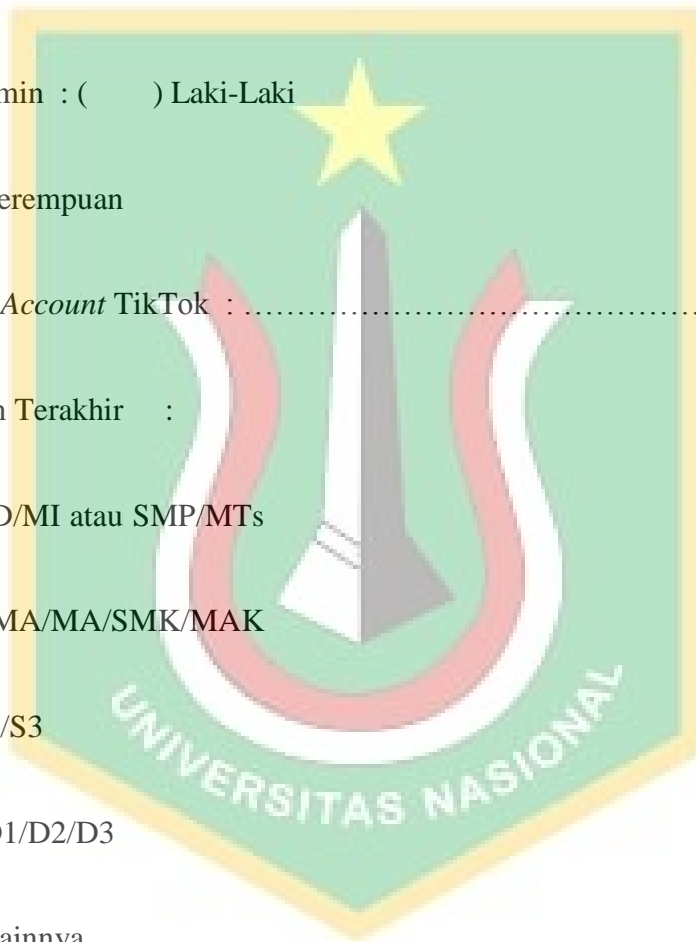 min : ( ) Laki-Laki
erempuan
Account TikTok : ……………………………………
n Terakhir :
D/MI atau SMP/MTs
MA/MA/SMK/MAK
/S3
D1/D2/D3
ainnya
UNIVERSITAS NASIONAL